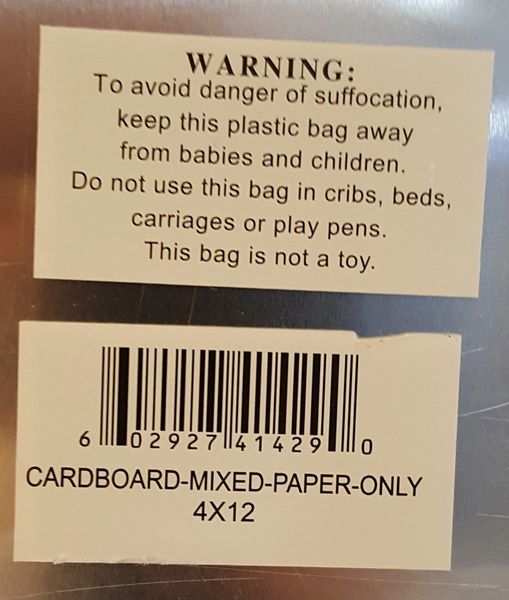 WARNING:
To avoid danger of suffocation,
keep this plastic bag away
from babies and children.
Do not use this bag in cribs, beds,
carriages or play pens.
This bag is not a toy.
6 02927 41429 0
CARDBOARD-MIXED-PAPER-ONLY
4X12